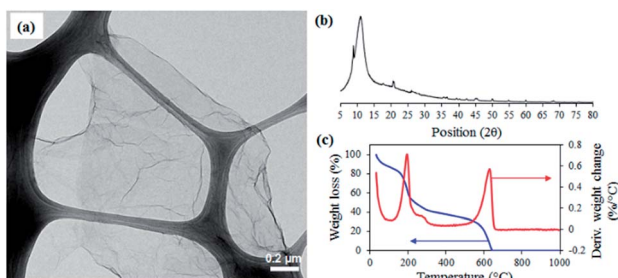 (a)
0.2 μm
(b)
5 10 15 20 25 30 35 40 45 50 55 60 65 70 75 80
Position (2θ)
(c)
Weight loss (%)
100
80
60
40
20
0
0 200 400 600 800 1000
Temperature (°C)
0.8
0.6
0.4
0.2
0
−0.2
Deriv. weight change
(%/°C)